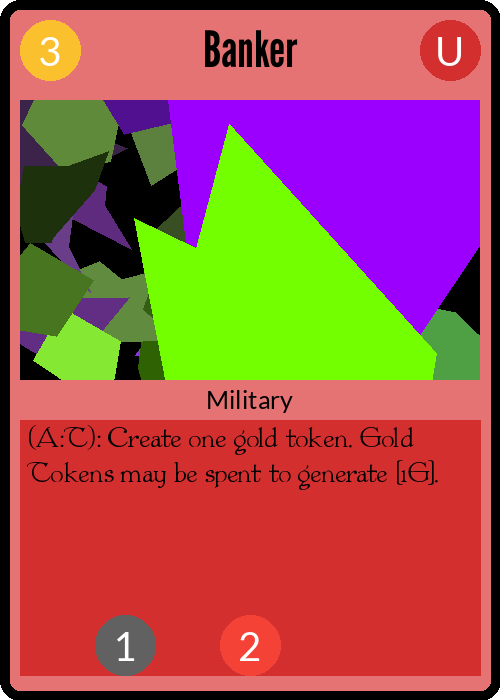 3 Banker U
Military
(A:T): Create one gold token. Gold
Tokens may be spent to generate [1G].
1 2